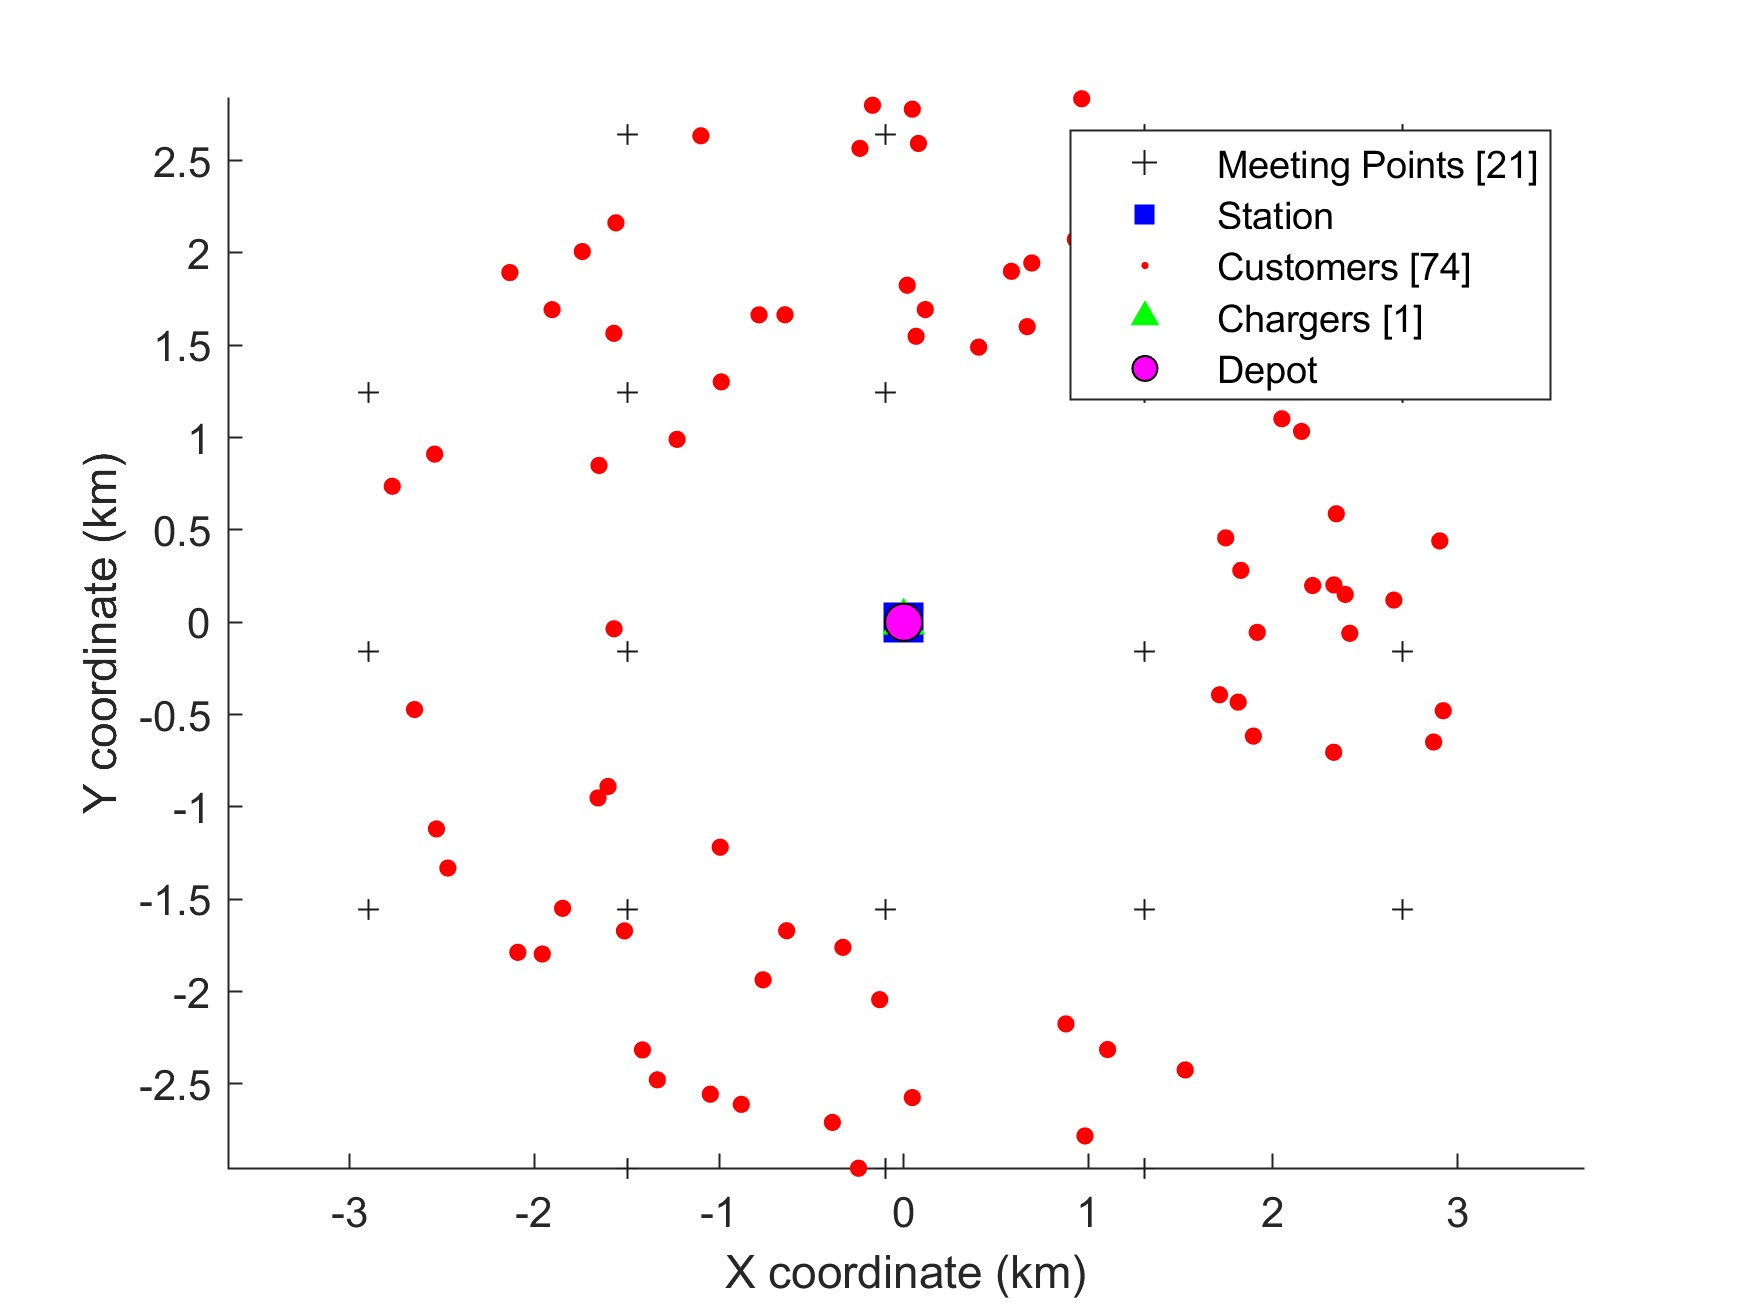 Meeting Points [21]
Station
Customers [74]
Chargers [1]
Depot
2.5
2
1.5
1
0.5
0
-0.5
-1
-1.5
-2
-2.5
Y coordinate (km)
-3 -2 -1 0 1 2 3
X coordinate (km)